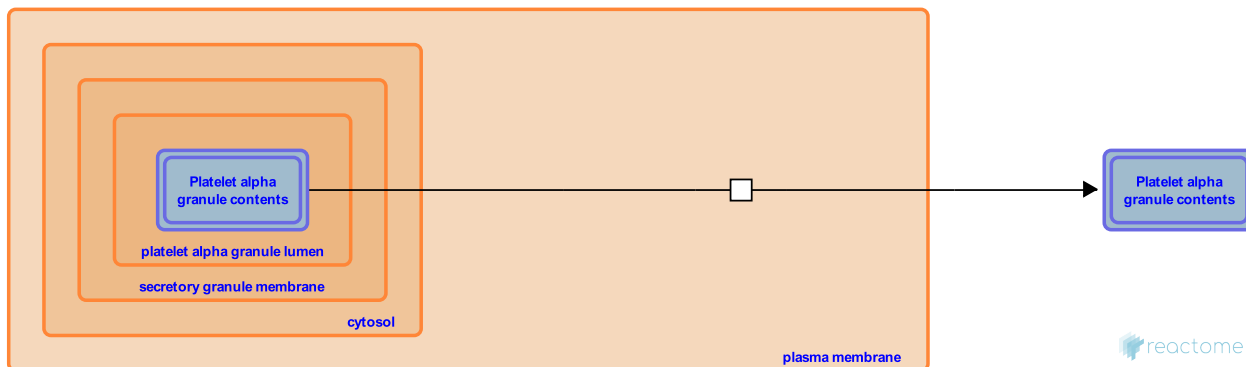 Platelet alpha
granule contents
Platelet alpha
granule contents
platelet alpha granule lumen
secretory granule membrane
cytosol
plasma membrane
reactome